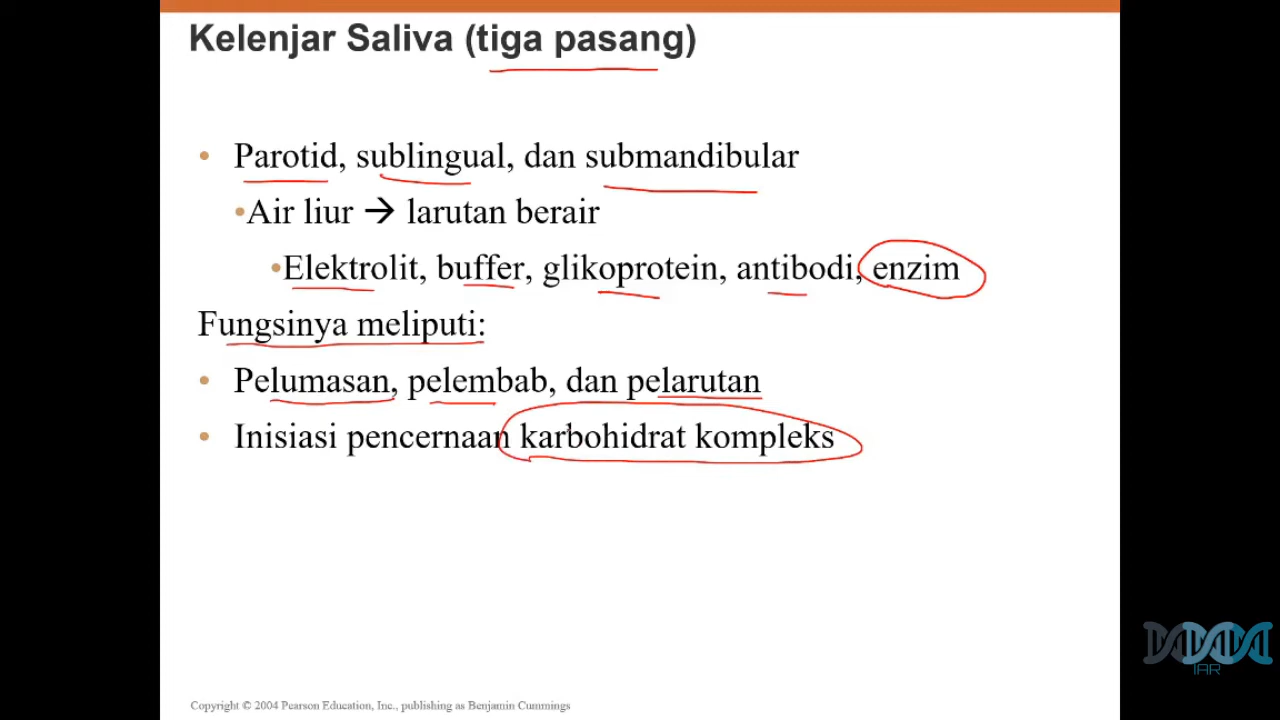 Kelenjar Saliva (tiga pasang)
• Parotid, sublingual, dan submandibular
•Air liur → larutan berair
•Elektrolit, buffer, glikoprotein, antibodi, enzim
Fungsinya meliputi:
• Pelumasan, pelembab, dan pelarutan
• Inisiasi pencernaan karbohidrat kompleks
IAR
Copyright © 2004 Pearson Education, Inc., publishing as Benjamin Cummings